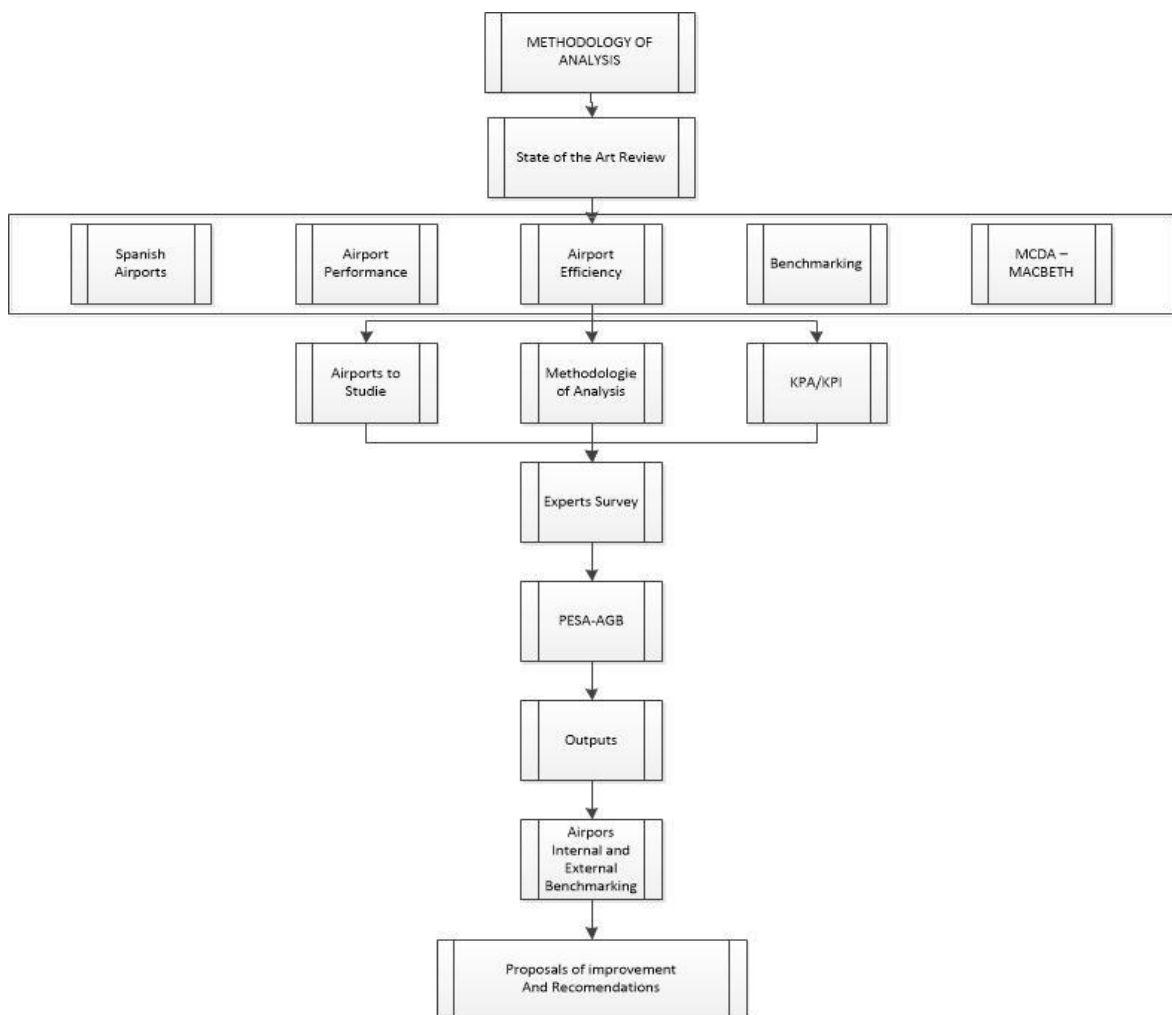 METHODOLOGY OF
ANALYSIS
State of the Art Review
Spanish
Airports
Airport
Performance
Airport
Efficiency
Benchmarking
MCDA –
MACBETH
Airports to
Studie
Methodologie
of Analysis
KPA/KPI
Experts Survey
PESA-AGB
Outputs
Airpors
Internal and
External
Benchmarking
Proposals of improvement
And Recomendations